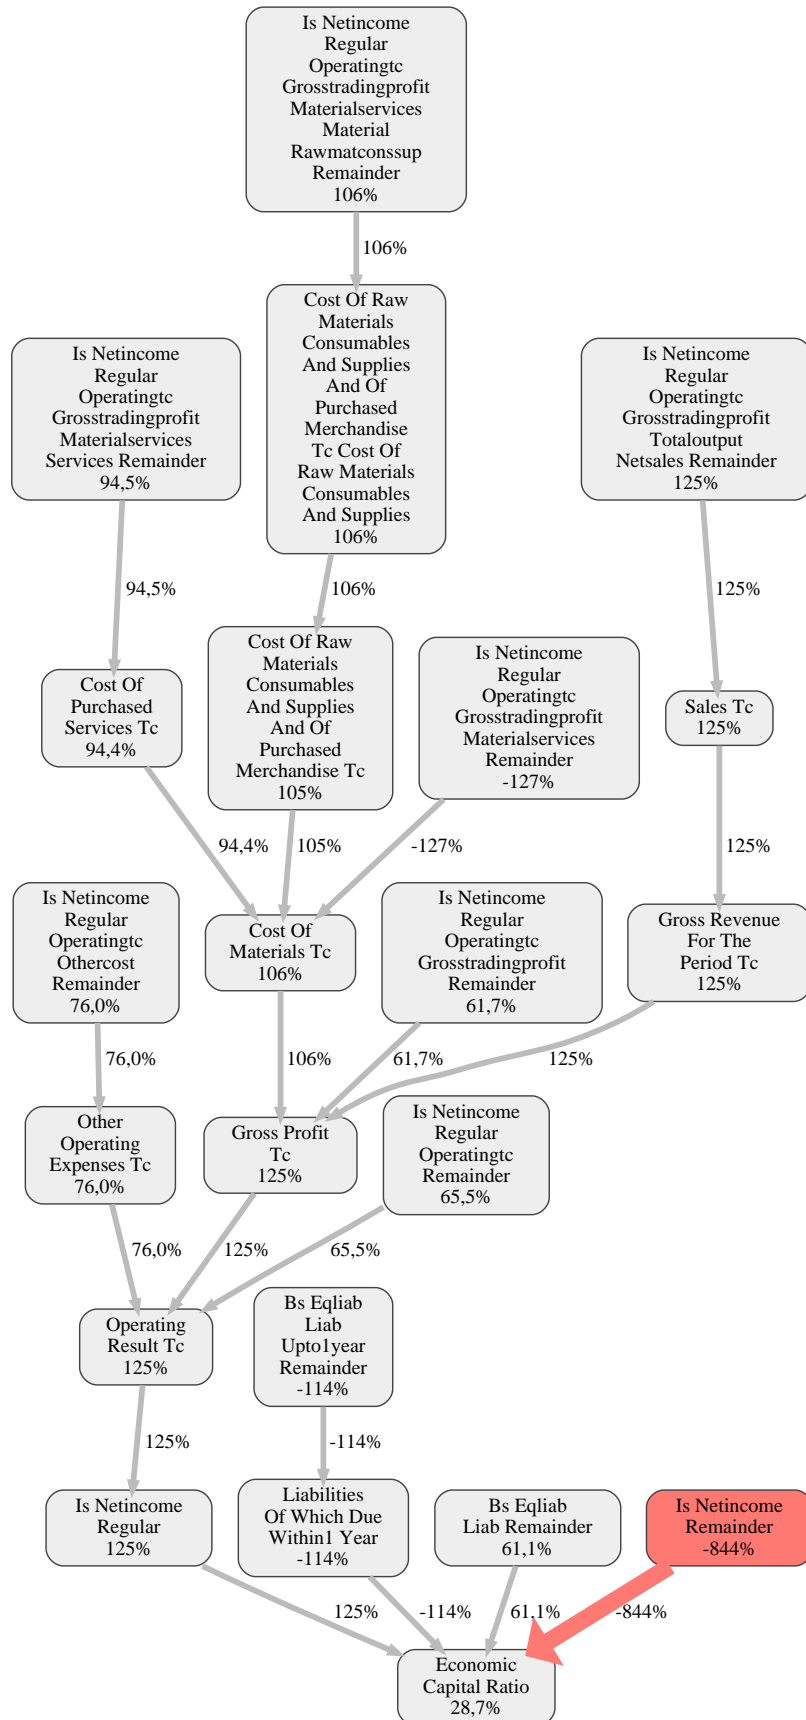 Is Netincome
Regular
Operatingtc
Grosstradingprofit
Materialservices
Material
Rawmatconssup
Remainder
106%
106%
Cost Of Raw
Materials
Consumables
And Supplies
And Of
Purchased
Merchandise
Tc Cost Of
Raw Materials
Consumables
And Supplies
106%
Is Netincome
Regular
Operatingtc
Grosstradingprofit
Materialservices
Services Remainder
94,5%
Is Netincome
Regular
Operatingtc
Grosstradingprofit
Totaloutput
Netsales Remainder
125%
94,5%
106%
125%
Cost Of
Purchased
Services Tc
94,4%
Cost Of Raw
Materials
Consumables
And Supplies
And Of
Purchased
Merchandise Tc
105%
Is Netincome
Regular
Operatingtc
Grosstradingprofit
Materialservices
Remainder
-127%
Sales Tc
125%
94,4%
105%
-127%
125%
Is Netincome
Regular
Operatingtc
Othercost
Remainder
76,0%
Cost Of
Materials Tc
106%
Is Netincome
Regular
Operatingtc
Grosstradingprofit
Remainder
61,7%
Gross Revenue
For The
Period Tc
125%
76,0%
106%
61,7%
125%
Other
Operating
Expenses Tc
76,0%
Gross Profit
Tc
125%
Is Netincome
Regular
Operatingtc
Remainder
65,5%
76,0%
125%
65,5%
Operating
Result Tc
125%
Bs Eqliab
Liab
Upto1year
Remainder
-114%
125%
-114%
Is Netincome
Regular
125%
Liabilities
Of Which Due
Within1 Year
-114%
Bs Eqliab
Liab Remainder
61,1%
Is Netincome
Remainder
-844%
125%
-114%
61,1%
-844%
Economic
Capital Ratio
28,7%